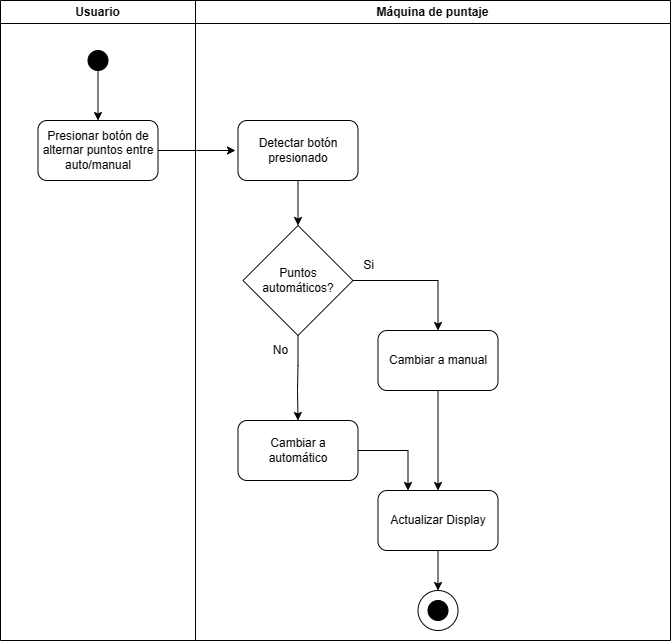 Usuario
Máquina de puntaje
Presionar botón de
alternar puntos entre
auto/manual
Detectar botón
presionado
Puntos
automáticos?
Si
No
Cambiar a manual
Cambiar a
automático
Actualizar Display